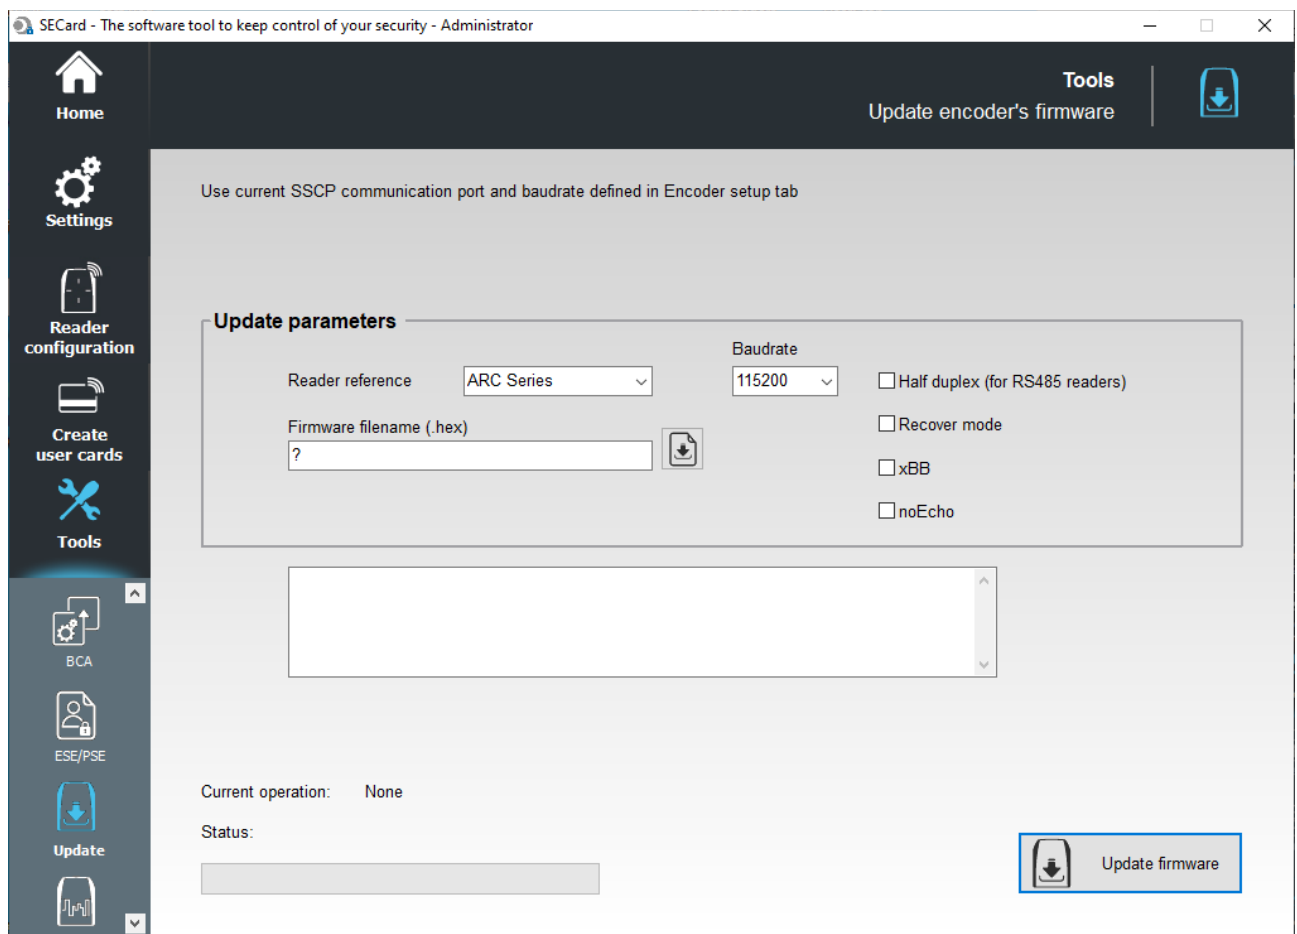 SECard - The software tool to keep control of your security - Administrator
Home
Tools
Update encoder's firmware
Settings
Reader
configuration
Create
user cards
Tools
BCA
ESE/PSE
Update
Use current SSCP communication port and baudrate defined in Encoder setup tab
Update parameters
Baudrate
Reader reference
ARC Series
115200
Half duplex (for RS485 readers)
Firmware filename (.hex)
Recover mode
?
xBB
noEcho
Current operation: None
Status:
Update firmware